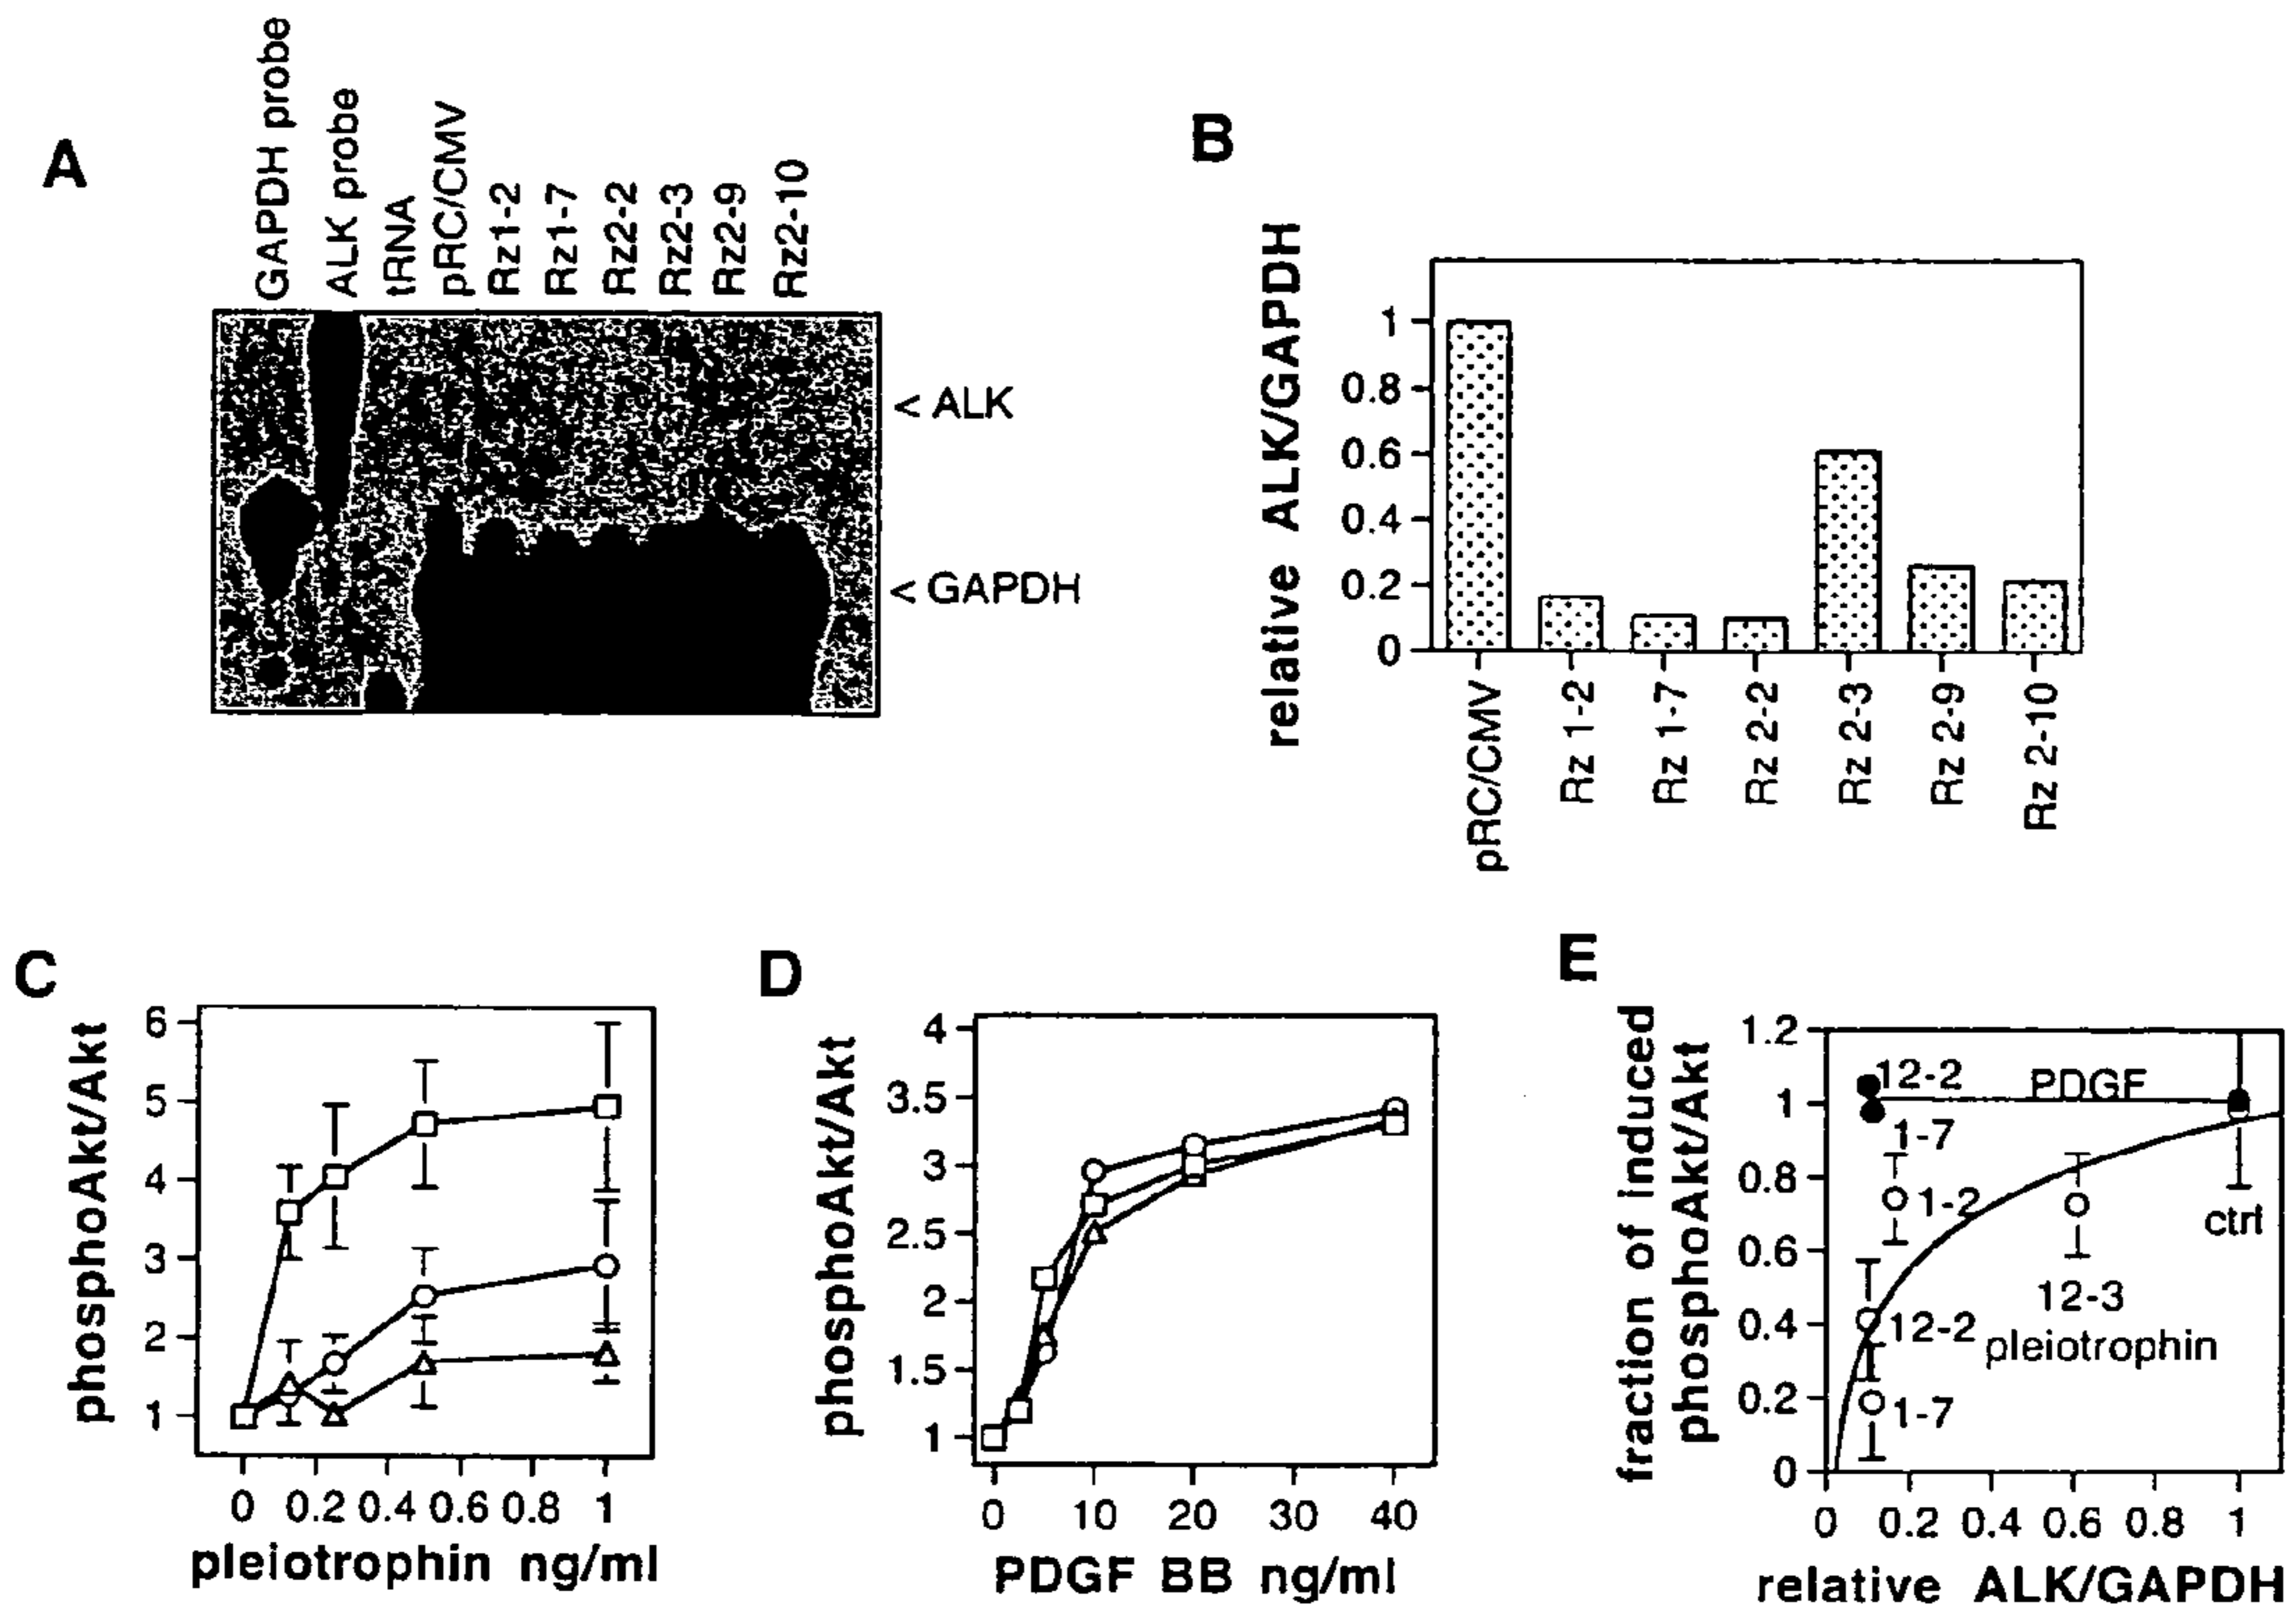 A
GAPDH probe
ALK probe
tRNA
pRC/CMV
Rz1-2
Rz1-7
Rz2-2
Rz2-3
Rz2-9
Rz2-10
< ALK
< GAPDH
B
relative ALK/GAPDH
1
0.8
0.6
0.4
0.2
0
pRC/CMV
Rz 1-2
Rz 1-7
Rz 2-2
Rz 2-3
Rz 2-9
Rz 2-10
C
phosphoAkt/Akt
6
5
4
3
2
1
0 0.2 0.4 0.6 0.8 1
pleiotrophin ng/ml
D
phosphoAkt/Akt
4
3.5
3
2.5
2
1.5
1
0 10 20 30 40
PDGF BB ng/ml
E
fraction of induced
phosphoAkt/Akt
1.2
1
0.8
0.6
0.4
0.2
0
12-2
PDGF
1-7
1-2
ctrl
12-3
12-2
pleiotrophin
1-7
0 0.2 0.4 0.6 0.8 1
relative ALK/GAPDH